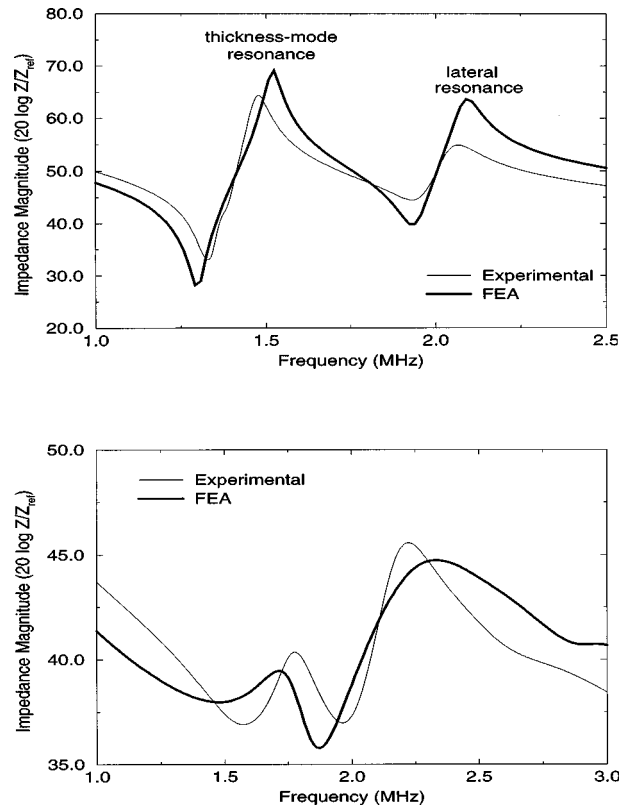 80.0
70.0
60.0
50.0
40.0
30.0
20.0
Impedance Magnitude (20 log Z/Z_ref)
thickness-mode
resonance
lateral
resonance
Experimental
FEA
1.0 1.5 2.0 2.5
Frequency (MHz)
50.0
45.0
40.0
35.0
Impedance Magnitude (20 log Z/Z_ref)
Experimental
FEA
1.0 1.5 2.0 2.5 3.0
Frequency (MHz)